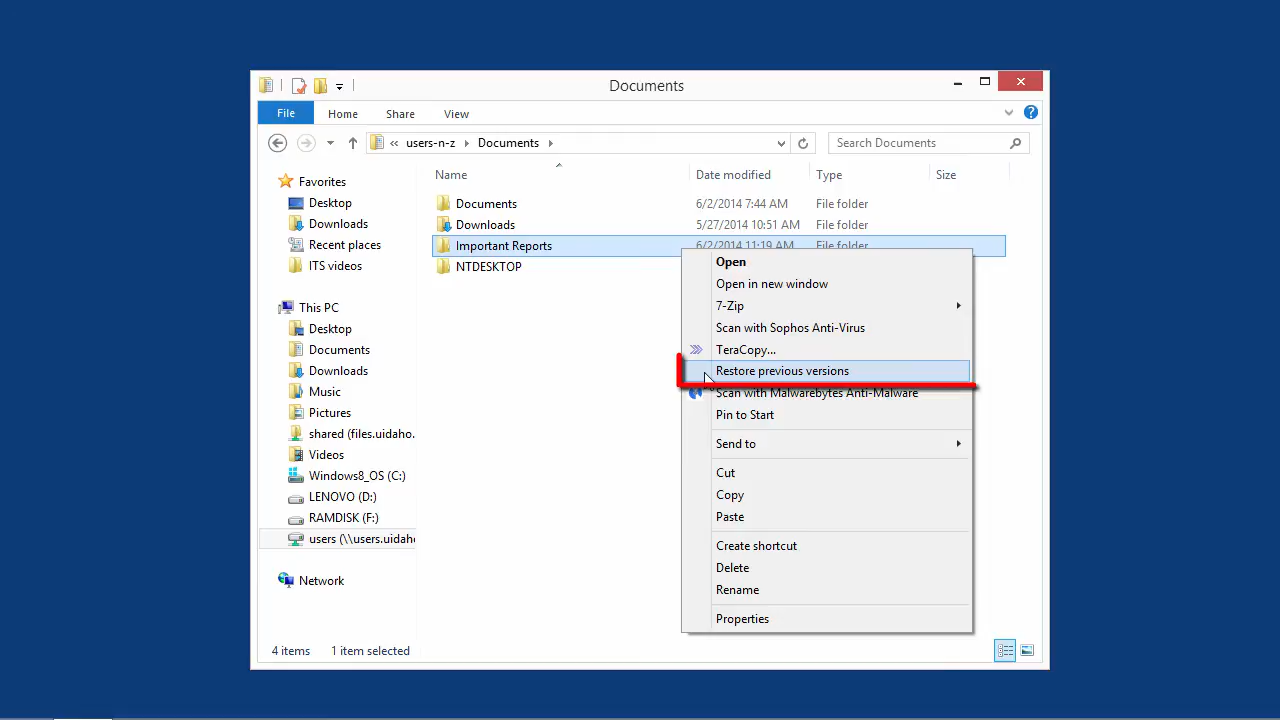 Documents
File Home Share View
« users-n-z Documents Search Documents
Name Date modified Type Size
Favorites
Desktop
Downloads
Recent places
ITS videos
This PC
Desktop
Documents
Downloads
Music
Pictures
shared (files.uidaho.
Videos
Windows8_OS (C:)
LENOVO (D:)
RAMDISK (F:)
users (\\users.uidaho
Network
Documents 6/2/2014 7:44 AM File folder
Downloads 5/27/2014 10:51 AM File folder
Important Reports 6/2/2014 11:19 AM File folder
NTDESKTOP
Open
Open in new window
7-Zip
Scan with Sophos Anti-Virus
TeraCopy...
Restore previous versions
Scan with Malwarebytes Anti-Malware
Pin to Start
Send to
Cut
Copy
Paste
Create shortcut
Delete
Rename
Properties
4 items 1 item selected